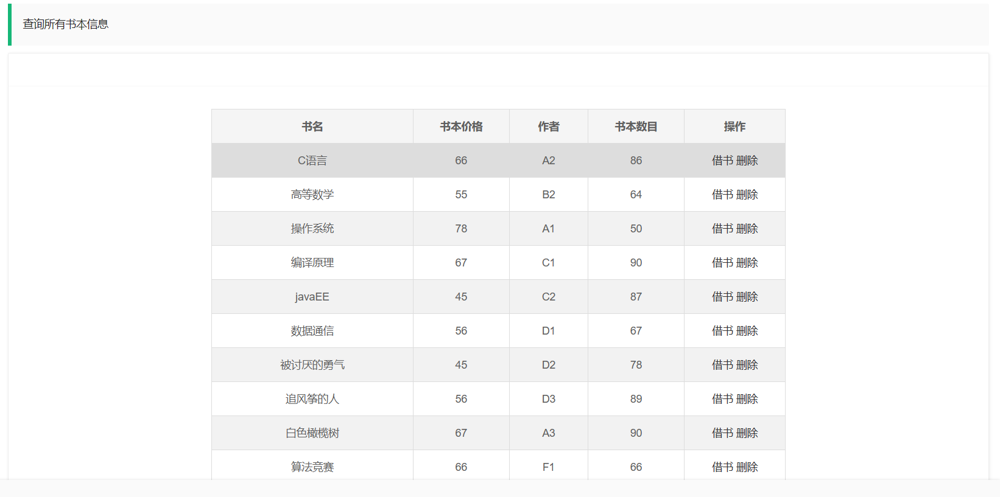 查询所有书本信息
书名 书本价格 作者 书本数目 操作
C语言 66 A2 86 借书 删除
高等数学 55 B2 64 借书 删除
操作系统 78 A1 50 借书 删除
编译原理 67 C1 90 借书 删除
javaEE 45 C2 87 借书 删除
数据通信 56 D1 67 借书 删除
被讨厌的勇气 45 D2 78 借书 删除
追风筝的人 56 D3 89 借书 删除
白色橄榄树 67 A3 90 借书 删除
算法竞赛 66 F1 66 借书 删除